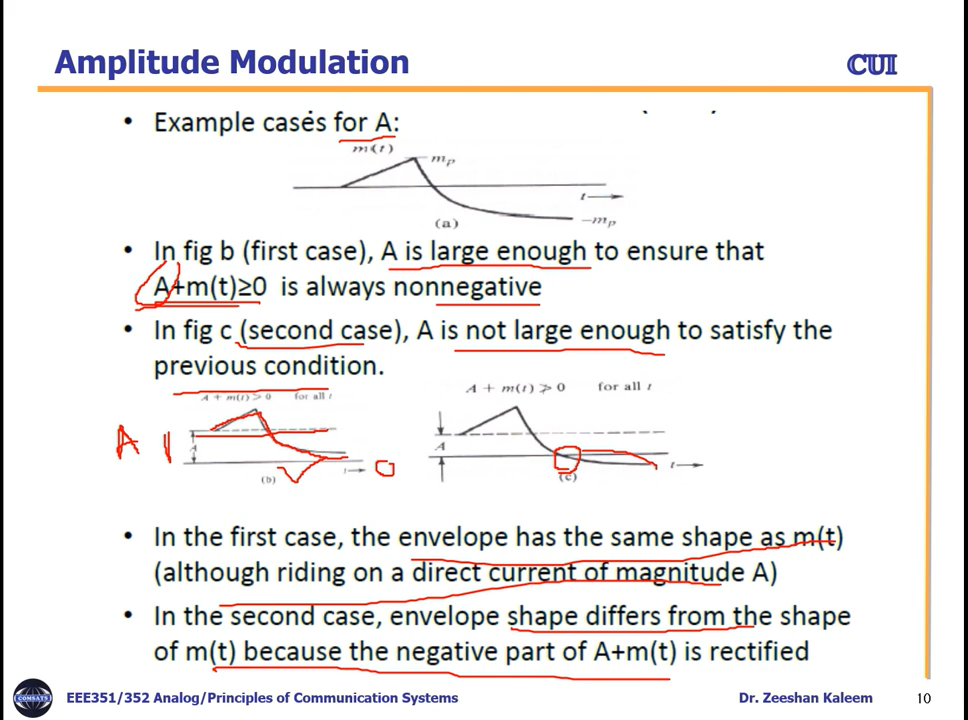 Amplitude Modulation
CUI
• Example cases for A:
m(t)
mp
t
(a)
−mp
• In fig b (first case), A is large enough to ensure that
A+m(t)≥0 is always nonnegative
• In fig c (second case), A is not large enough to satisfy the
previous condition.
A + m(t) > 0 for all t
A + m(t) ⩾ 0 for all t
A
A
A
t
0
t
(b)
(c)
• In the first case, the envelope has the same shape as m(t)
(although riding on a direct current of magnitude A)
• In the second case, envelope shape differs from the shape
of m(t) because the negative part of A+m(t) is rectified
COMSATS
EEE351/352 Analog/Principles of Communication Systems
Dr. Zeeshan Kaleem
10